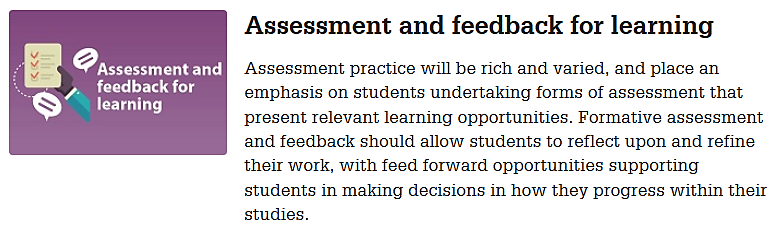 Assessment and
feedback for
learning
Assessment and feedback for learning
Assessment practice will be rich and varied, and place an
emphasis on students undertaking forms of assessment that
present relevant learning opportunities. Formative assessment
and feedback should allow students to reflect upon and refine
their work, with feed forward opportunities supporting
students in making decisions in how they progress within their
studies.